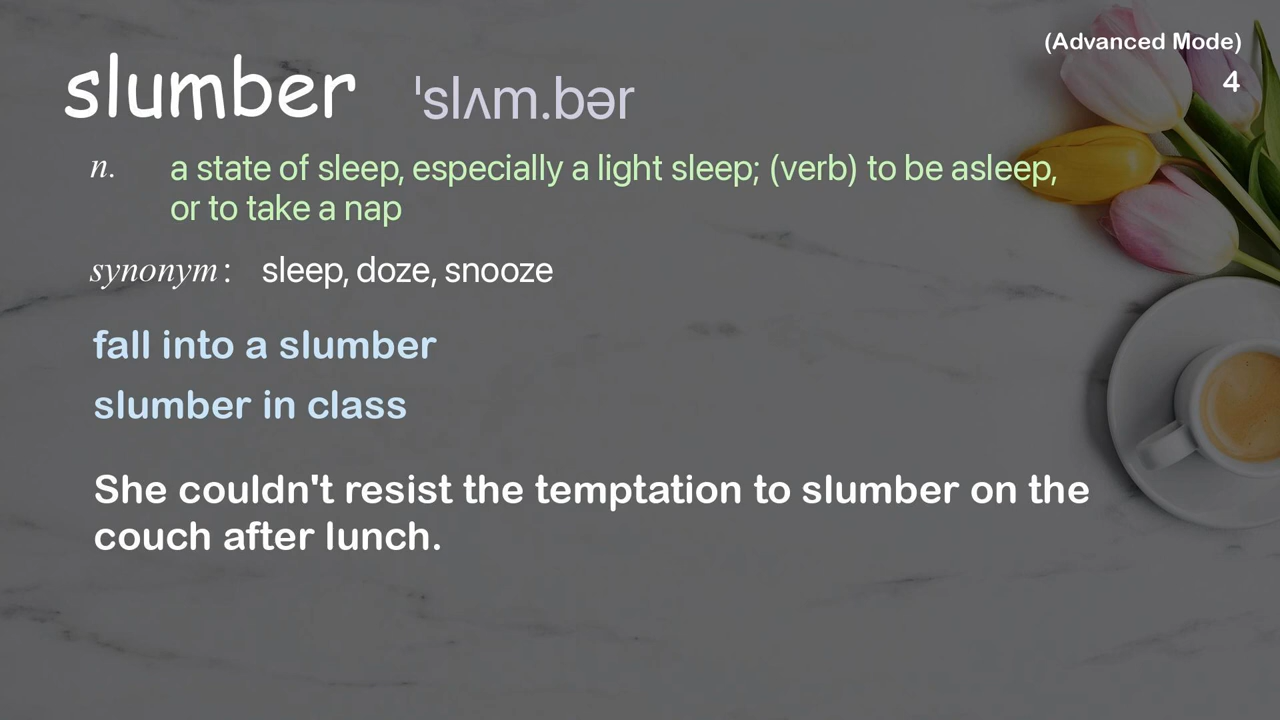 (Advanced Mode)
4
slumber ˈslʌm.bər
n. a state of sleep, especially a light sleep; (verb) to be asleep,
or to take a nap
synonym: sleep, doze, snooze
fall into a slumber
slumber in class
She couldn't resist the temptation to slumber on the
couch after lunch.